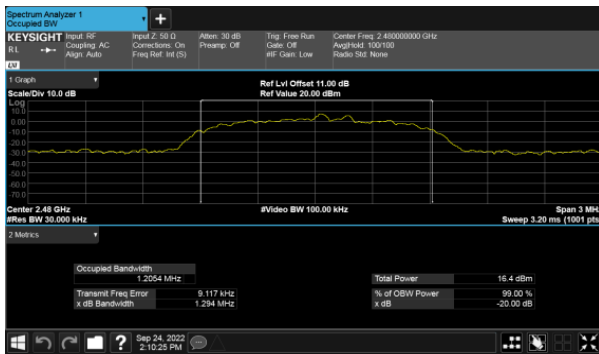 Spectrum Analyzer 1
Occupied BW
KEYSIGHT Input: RF Input Z: 50 Ω Atten: 30 dB Trig: Free Run Center Freq: 2.480000000 GHz
R L Coupling: AC Corrections: On Preamp: Off Gate: Off Avg|Hold: 100/100
Align: Auto Freq Ref: Int (S) #IF Gain: Low Radio Std: None
LXI
1 Graph
Ref Lvl Offset 11.00 dB
Scale/Div 10.0 dB Ref Value 20.00 dBm
Log
10.0
0.00
-10.0
-20.0
-30.0
-40.0
-50.0
-60.0
-70.0
Center 2.48 GHz #Video BW 100.00 kHz Span 3 MH
#Res BW 30.000 kHz Sweep 3.20 ms (1001 pts
2 Metrics
Occupied Bandwidth
1.2054 MHz Total Power 16.4 dBm
Transmit Freq Error 9.117 kHz % of OBW Power 99.00 %
x dB Bandwidth 1.294 MHz x dB -20.00 dB
? Sep 24, 2022
2:10:25 PM